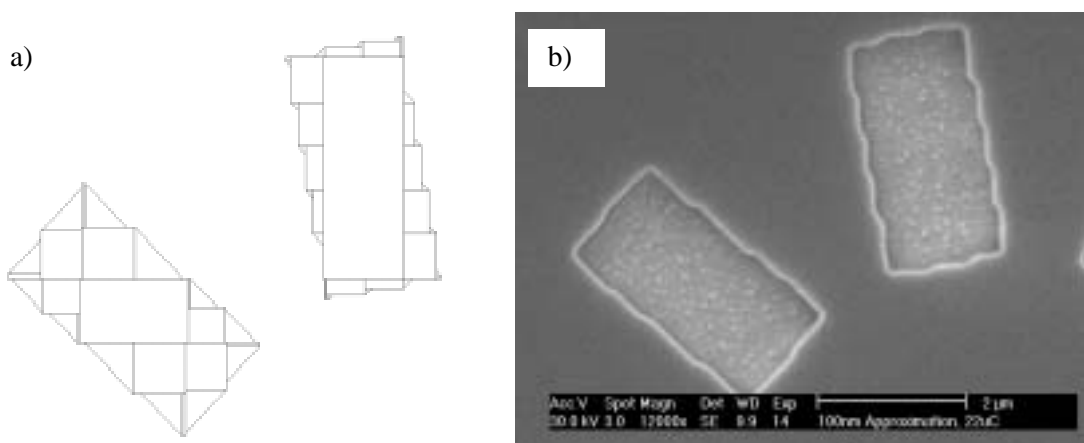 a)
b)
Acc.V Spot Magn Det WD Exp 2 µm
30.0 kV 3.0 12000x SE 9.9 14 100nm Approximation, 22uC